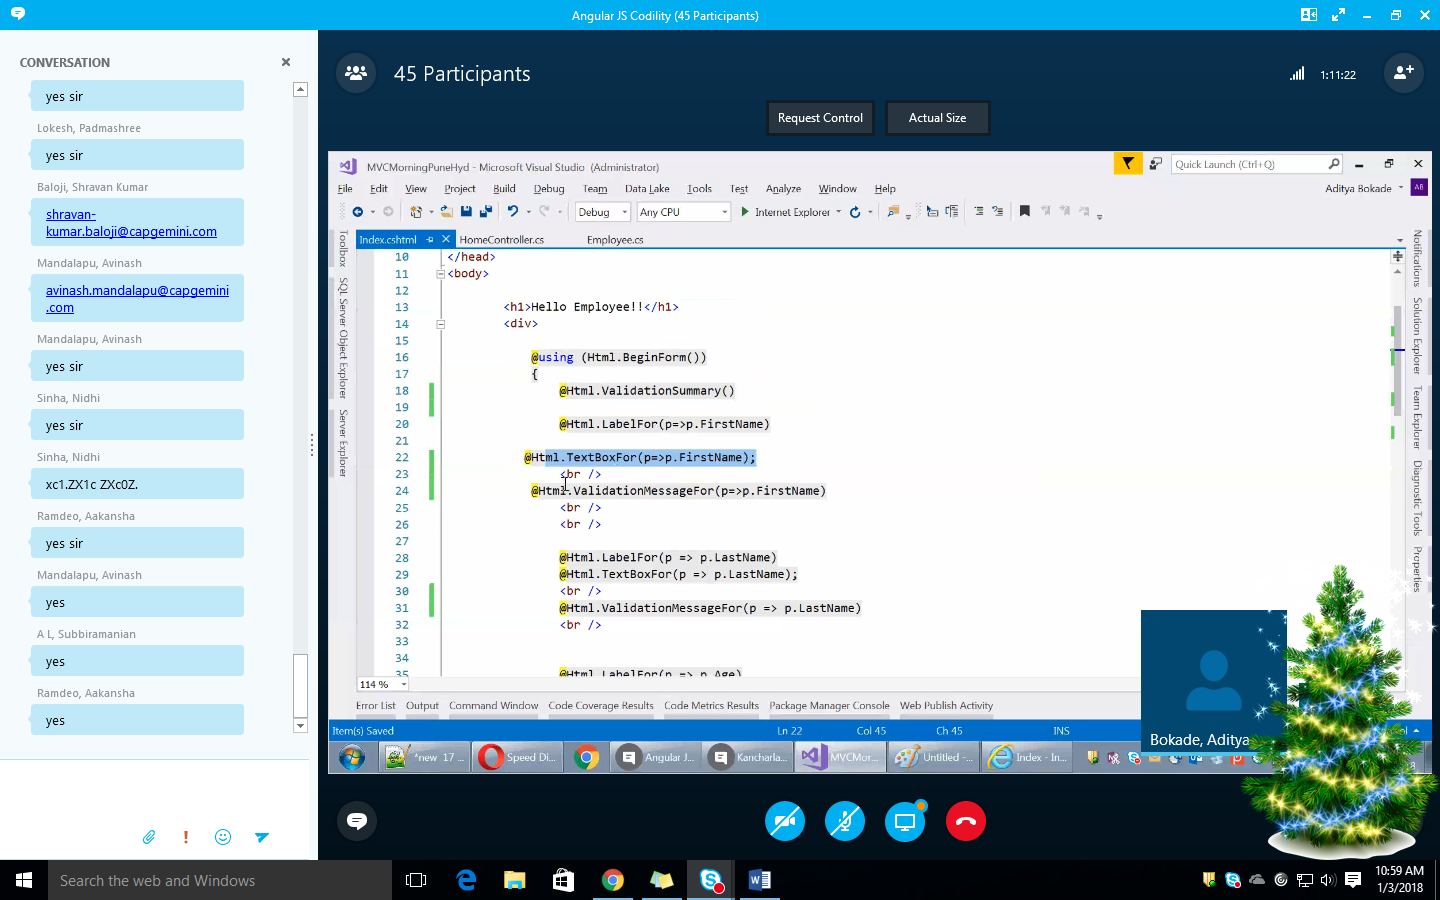 Angular JS Codility (45 Participants)
CONVERSATION
yes sir
Lokesh, Padmashree
yes sir
Baloji, Shravan Kumar
shravan-
kumar.baloji@capgemini.com
Mandalapu, Avinash
avinash.mandalapu@capgemini
.com
Mandalapu, Avinash
yes sir
Sinha, Nidhi
yes sir
Sinha, Nidhi
xc1.ZX1c ZXc0Z.
Ramdeo, Aakansha
yes sir
Mandalapu, Avinash
yes
A L, Subbiramanian
yes
Ramdeo, Aakansha
yes
45 Participants
1:11:22
Request Control
Actual Size
MVCMorningPuneHyd - Microsoft Visual Studio (Administrator)
Quick Launch (Ctrl+Q)
File Edit View Project Build Debug Team Data Lake Tools Test Analyze Window Help
Aditya Bokade AB
Debug Any CPU Internet Explorer
Index.cshtml HomeController.cs Employee.cs
Toolbox
SQL Server Object Explorer
Server Explorer
10 </head>
11 <body>
12
13 <h1>Hello Employee!!</h1>
14 <div>
15
16 @using (Html.BeginForm())
17 {
18 @Html.ValidationSummary()
19
20 @Html.LabelFor(p=>p.FirstName)
21
22 @Html.TextBoxFor(p=>p.FirstName);
23 <br />
24 @Html.ValidationMessageFor(p=>p.FirstName)
25 <br />
26 <br />
27
28 @Html.LabelFor(p => p.LastName)
29 @Html.TextBoxFor(p => p.LastName);
30 <br />
31 @Html.ValidationMessageFor(p => p.LastName)
32 <br />
33
34
35 @Html.LabelFor(p => p.Age)
Notifications
Solution Explorer
Team Explorer
Diagnostic Tools
Properties
114 %
Error List Output Command Window Code Coverage Results Code Metrics Results Package Manager Console Web Publish Activity
Item(s) Saved Ln 22 Col 45 Ch 45 INS
*new 17 ... Speed Di... Angular J... Kancharla... MVCMor... Untitled -... Index - In...
Bokade, Aditya
Search the web and Windows
10:59 AM
1/3/2018